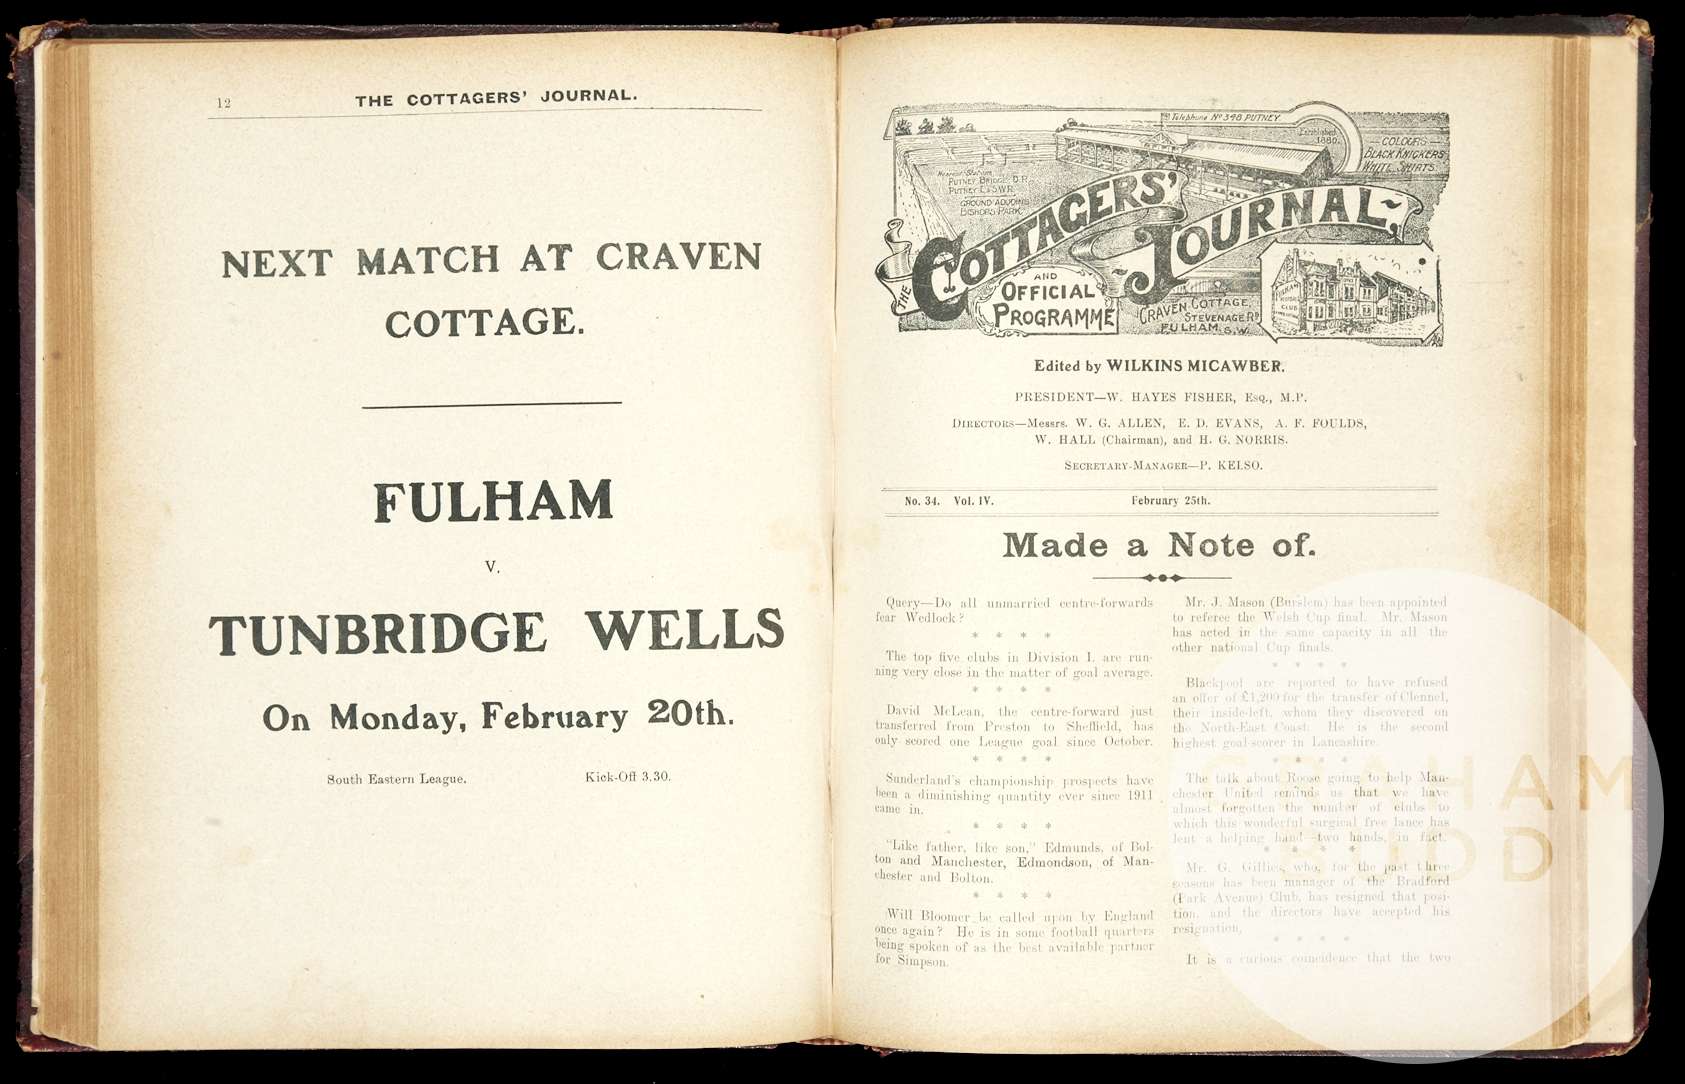 12 THE COTTAGERS' JOURNAL.
NEXT MATCH AT CRAVEN
COTTAGE.
FULHAM
V.
TUNBRIDGE WELLS
On Monday, February 20th.
South Eastern League. Kick-Off 3.30.
Telephone No 348 PUTNEY
Established 1880.
COLOURS
BLACK KNICKERS
WHITE SHIRTS.
Nearest Station
PUTNEY BRIDGE D.R.
PUTNEY L&SWR.
GROUND ADJOINS
BISHOPS PARK.
THE COTTAGERS' JOURNAL
AND
OFFICIAL
PROGRAMME
CRAVEN COTTAGE,
STEVENAGE RD
FULHAM, S.W.
FULHAM
CLUB
Edited by WILKINS MICAWBER.
PRESIDENT—W. HAYES FISHER, Esq., M.P.
DIRECTORS—Messrs. W. G. ALLEN, E. D. EVANS, A. F. FOULDS,
W. HALL (Chairman), and H. G. NORRIS.
SECRETARY-MANAGER—P. KELSO.
No. 34. Vol. IV. February 25th.
Made a Note of.
Query—Do all unmarried centre-forwards
fear Wedlock?
* * * *
The top five clubs in Division I. are run-
ning very close in the matter of goal average.
* * * *
David McLean, the centre-forward just
transferred from Preston to Sheffield, has
only scored one League goal since October.
* * * *
Sunderland's championship prospects have
been a diminishing quantity ever since 1911
came in.
* * * *
"Like father, like son," Edmunds, of Bol-
ton and Manchester, Edmondson, of Man-
chester and Bolton.
* * * *
Will Bloomer be called upon by England
once again? He is in some football quarters
being spoken of as the best available partner
for Simpson.
Mr. J. Mason (Burslem) has been appointed
to referee the Welsh Cup final. Mr. Mason
has acted in the same capacity in all the
other national Cup finals.
* * * *
Blackpool are reported to have refused
an offer of £1,200 for the transfer of Clennel,
their inside-left, whom they discovered on
the North-East Coast. He is the second
highest goal-scorer in Lancashire.
* * * *
The talk about Roose going to help Man-
chester United reminds us that we have
almost forgotten the number of clubs to
which this wonderful surgical free lance has
lent a helping hand—two hands, in fact.
* * * *
Mr. G. Gillies, who, for the past three
seasons has been manager of the Bradford
(Park Avenue) Club, has resigned that posi-
tion, and the directors have accepted his
resignation.
* * * *
It is a curious coincidence that the two
GRAHAM
BUDD